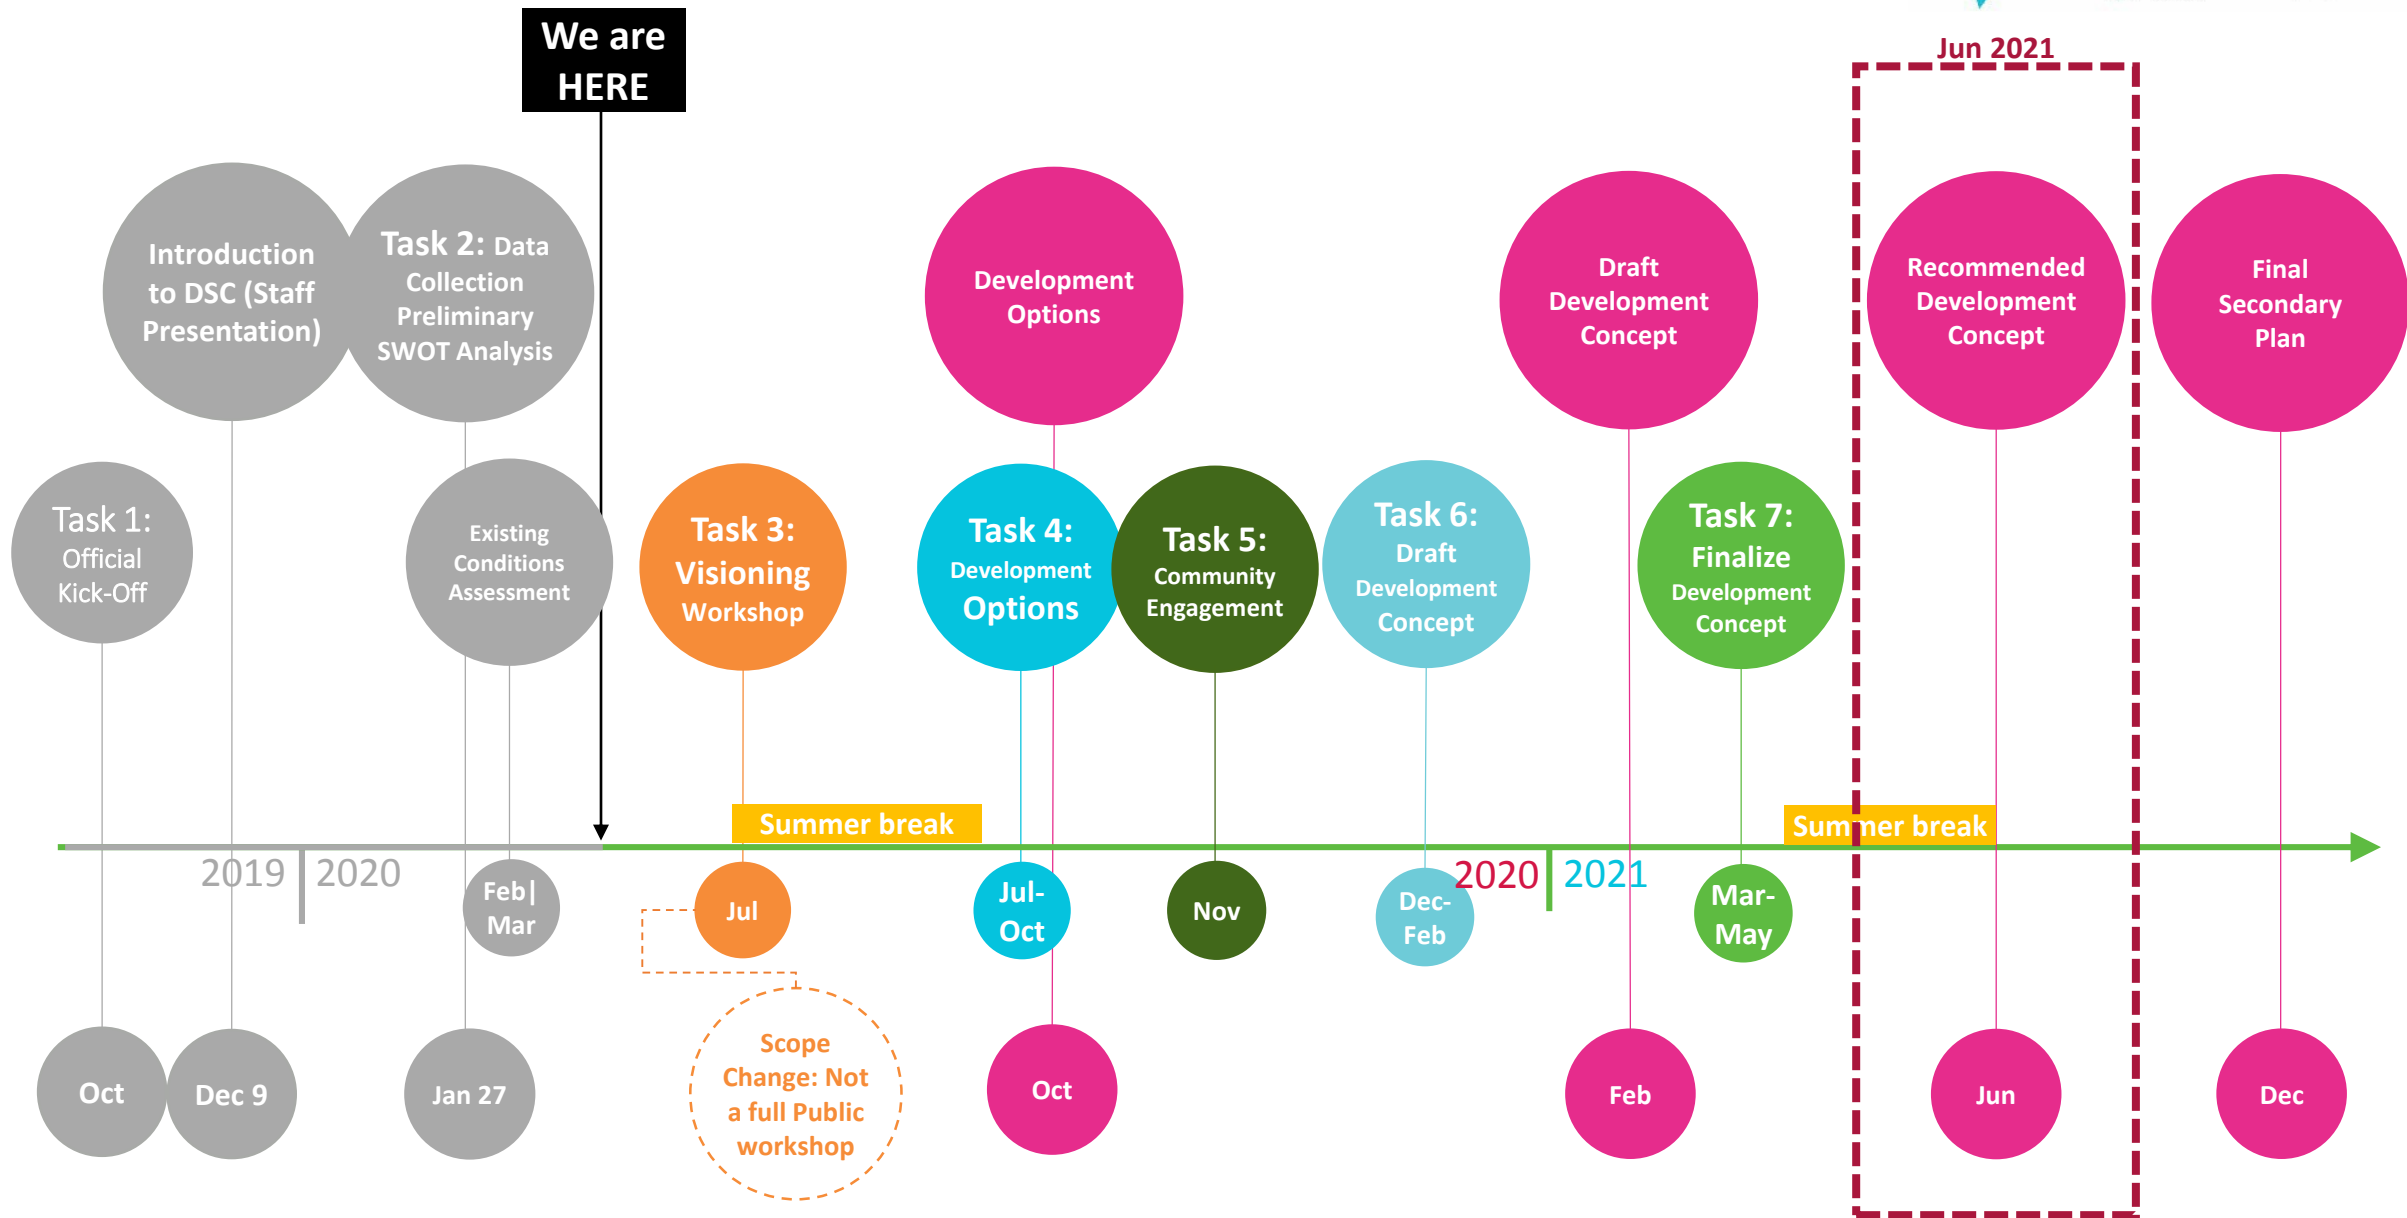 We are
HERE
Jun 2021
Introduction
to DSC (Staff
Presentation)
Task 2: Data
Collection
Preliminary
SWOT Analysis
Development
Options
Draft
Development
Concept
Recommended
Development
Concept
Final
Secondary
Plan
Task 1:
Official
Kick-Off
Existing
Conditions
Assessment
Task 3:
Visioning
Workshop
Task 4:
Development
Options
Task 5:
Community
Engagement
Task 6:
Draft
Development
Concept
Task 7:
Finalize
Development
Concept
Summer break
Summer break
2019 | 2020
2020 | 2021
Feb|
Mar
Jul
Jul-
Oct
Nov
Dec-
Feb
Mar-
May
Oct
Dec 9
Jan 27
Scope
Change: Not
a full Public
workshop
Oct
Feb
Jun
Dec